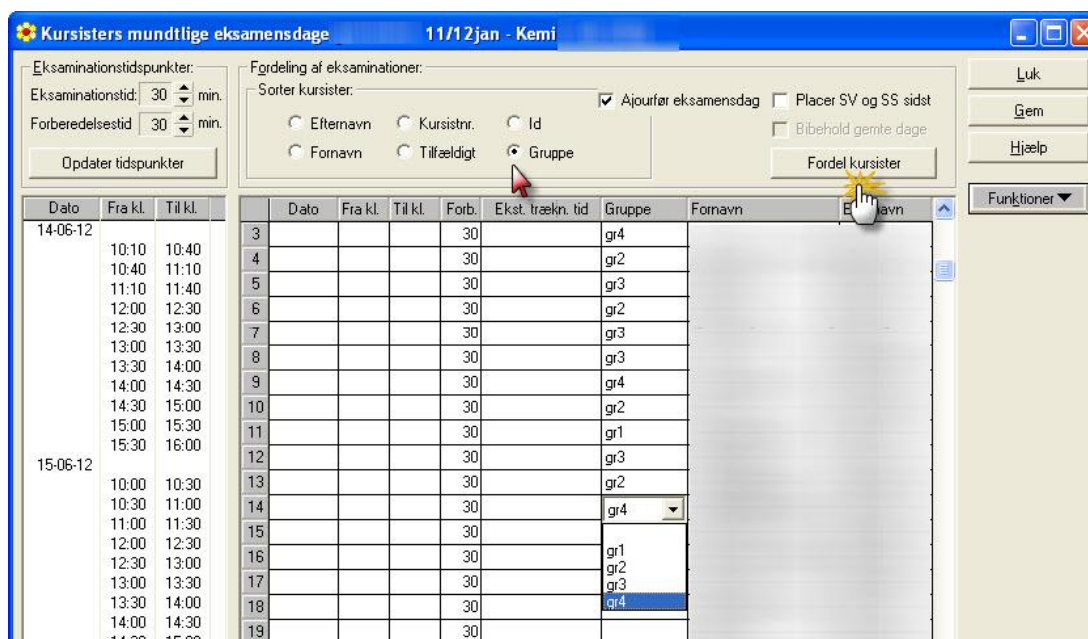 Kursisters mundtlige eksamensdage 11/12jan - Kemi
Eksaminationstidspunkter:
Eksaminationstid: 30 min.
Forberedelsestid 30 min.
Opdater tidspunkter
Fordeling af eksaminationer:
Sorter kursister:
Efternavn Kursistnr. Id
Fornavn Tilfældigt Gruppe
Ajourfør eksamensdag Placer SV og SS sidst
Bibehold gemte dage
Fordel kursister
Luk
Gem
Hjælp
Funktioner
Dato Fra kl. Til kl.
14-06-12
10:10 10:40
10:40 11:10
11:10 11:40
12:00 12:30
12:30 13:00
13:00 13:30
13:30 14:00
14:00 14:30
14:30 15:00
15:00 15:30
15:30 16:00
15-06-12
10:00 10:30
10:30 11:00
11:00 11:30
12:00 12:30
12:30 13:00
13:00 13:30
13:30 14:00
14:00 14:30
Dato Fra kl. Til kl. Forb. Ekst. trækn. tid Gruppe Fornavn
3 30 gr4
4 30 gr2
5 30 gr3
6 30 gr2
7 30 gr3
8 30 gr3
9 30 gr4
10 30 gr2
11 30 gr1
12 30 gr3
13 30 gr2
14 30 gr4
15 30
16 30 gr1
gr2
17 30 gr3
18 30 gr4
19 30